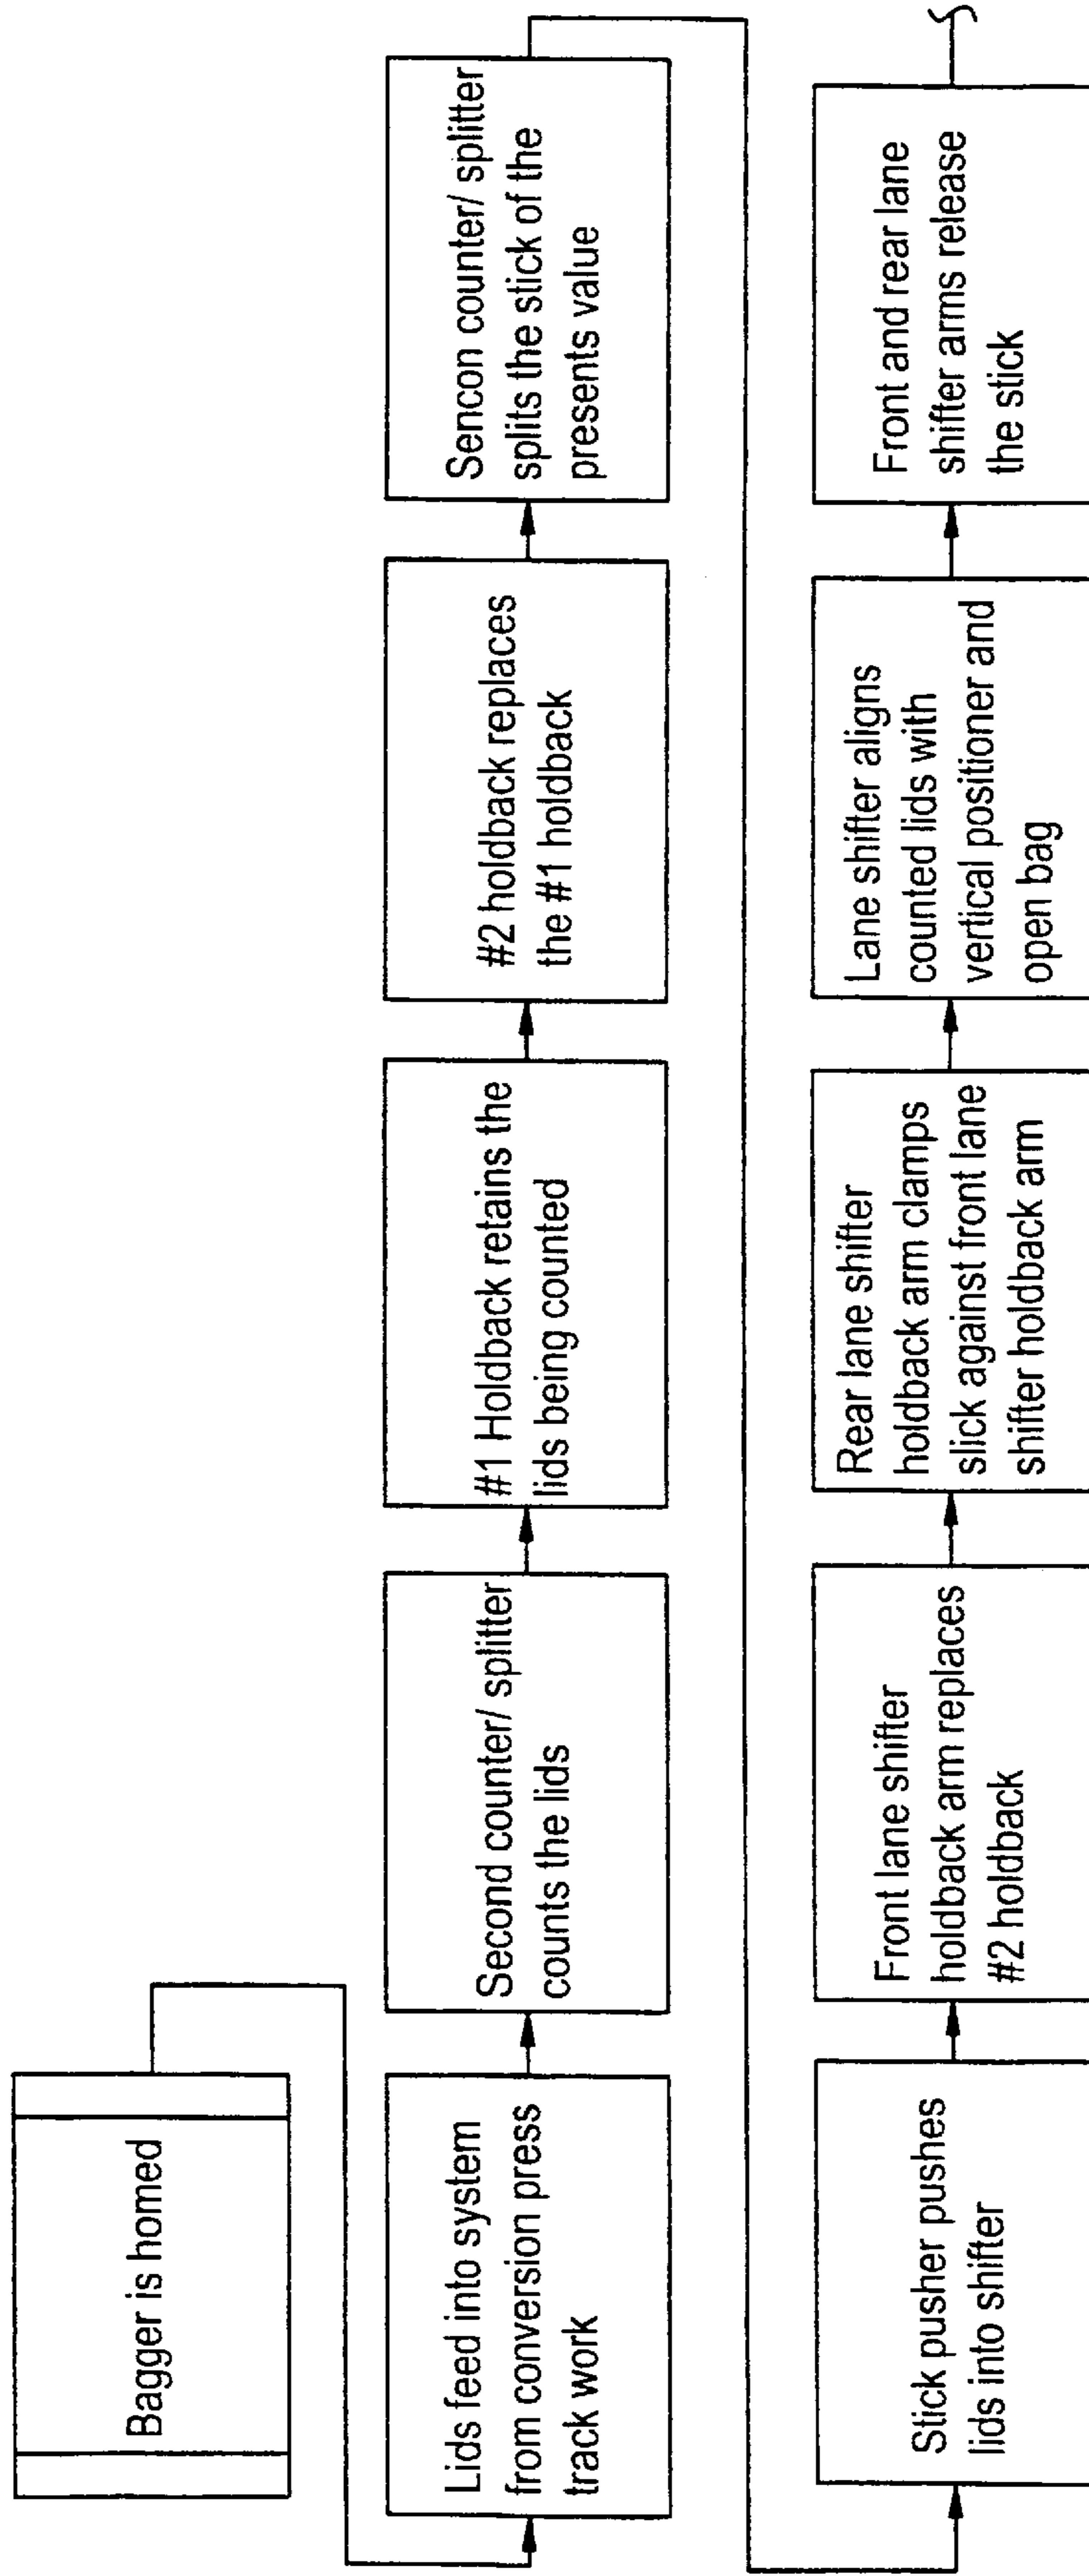 Bagger is homed
Lids feed into system
from conversion press
track work
Second counter/ splitter
counts the lids
#1 Holdback retains the
lids being counted
#2 holdback replaces
the #1 holdback
Sencon counter/ splitter
splits the stick of the
presents value
Stick pusher pushes
lids into shifter
Front lane shifter
holdback arm replaces
#2 holdback
Rear lane shifter
holdback arm clamps
slick against front lane
shifter holdback arm
Lane shifter aligns
counted lids with
vertical positioner and
open bag
Front and rear lane
shifter arms release
the stick